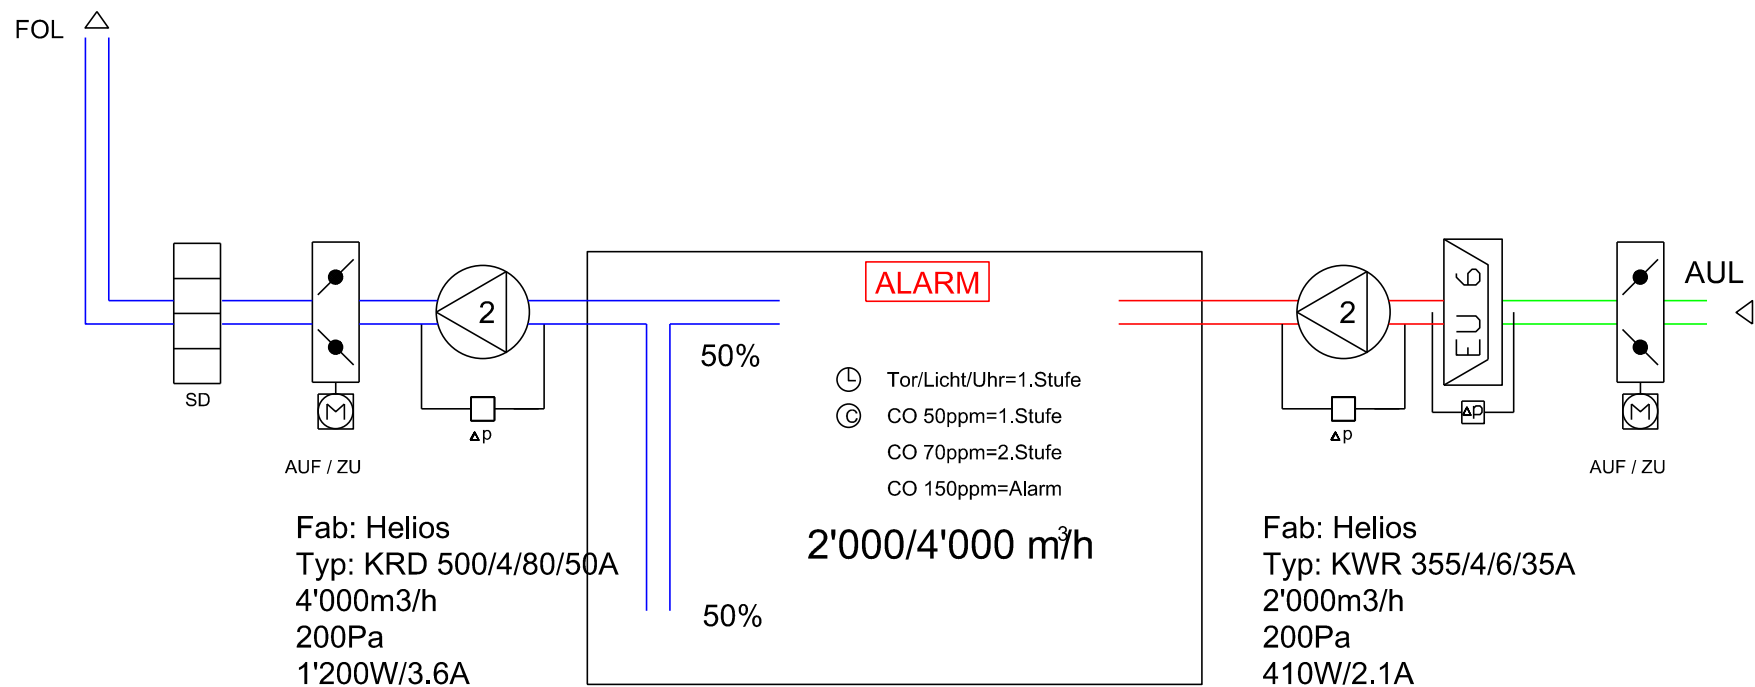 FOL
AUL
ALARM
EU 6
2
2
50%
Tor/Licht/Uhr=1.Stufe
C CO 50ppm=1.Stufe
CO 70ppm=2.Stufe
CO 150ppm=Alarm
2'000/4'000 m³/h
50%
SD
M
AUF / ZU
Δp
Δp
Δp
M
AUF / ZU
Fab: Helios
Typ: KRD 500/4/80/50A
4'000m3/h
200Pa
1'200W/3.6A
Fab: Helios
Typ: KWR 355/4/6/35A
2'000m3/h
200Pa
410W/2.1A